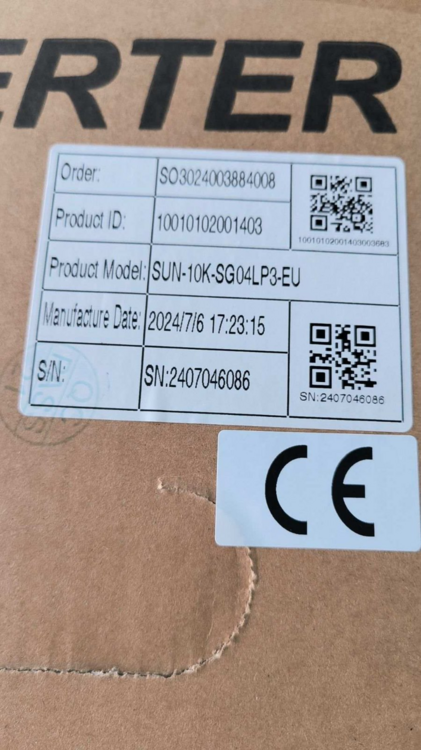 ERTER
Order: SO3024003884008
Product ID: 10010102001403
10010102001403003683
Product Model: SUN-10K-SG04LP3-EU
Manufacture Date: 2024/7/6 17:23:15
S/N: SN:2407046086
SN:2407046086
CE